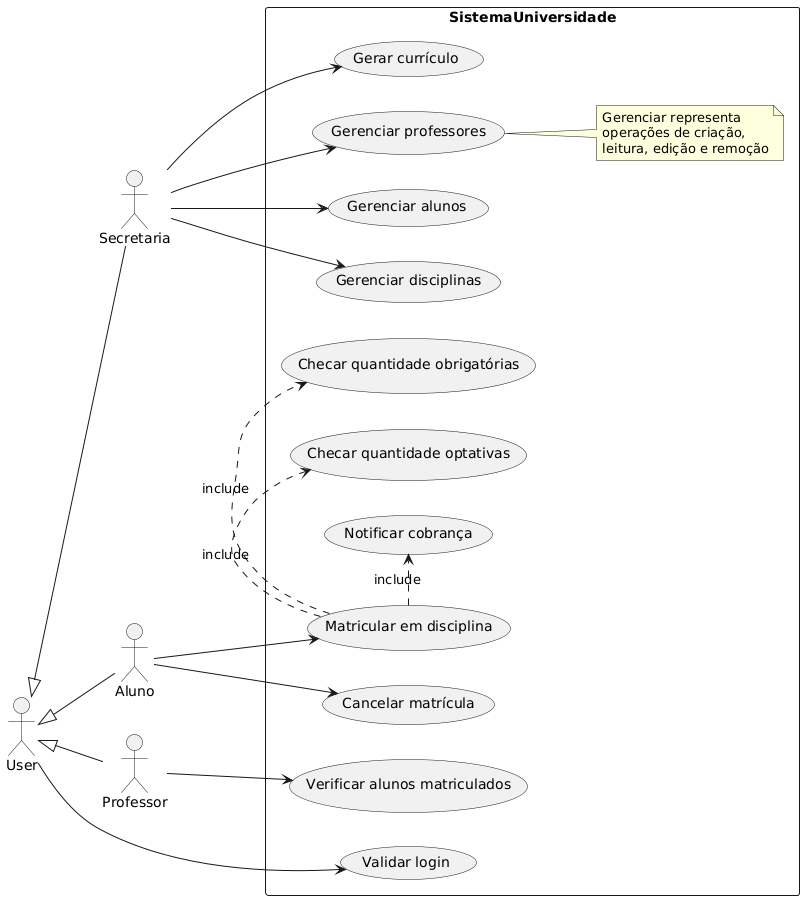 SistemaUniversidade
Gerar currículo
Gerenciar professores
Gerenciar representa
operações de criação,
leitura, edição e remoção
Gerenciar alunos
Secretaria
Gerenciar disciplinas
Checar quantidade obrigatórias
Checar quantidade optativas
include
Notificar cobrança
include
include
Matricular em disciplina
Aluno
Cancelar matrícula
User
Verificar alunos matriculados
Professor
Validar login